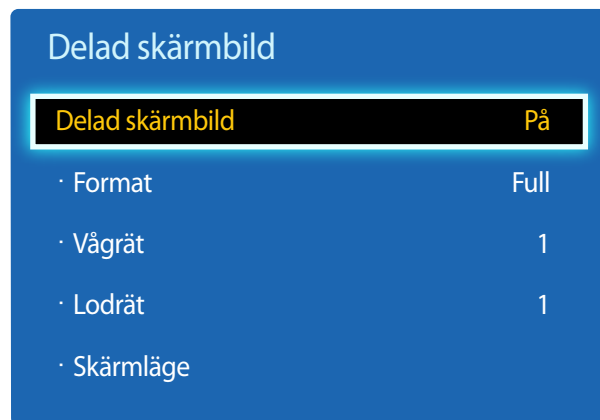 Delad skärmbild
Delad skärmbild På
· Format Full
· Vågrät 1
· Lodrät 1
· Skärmläge